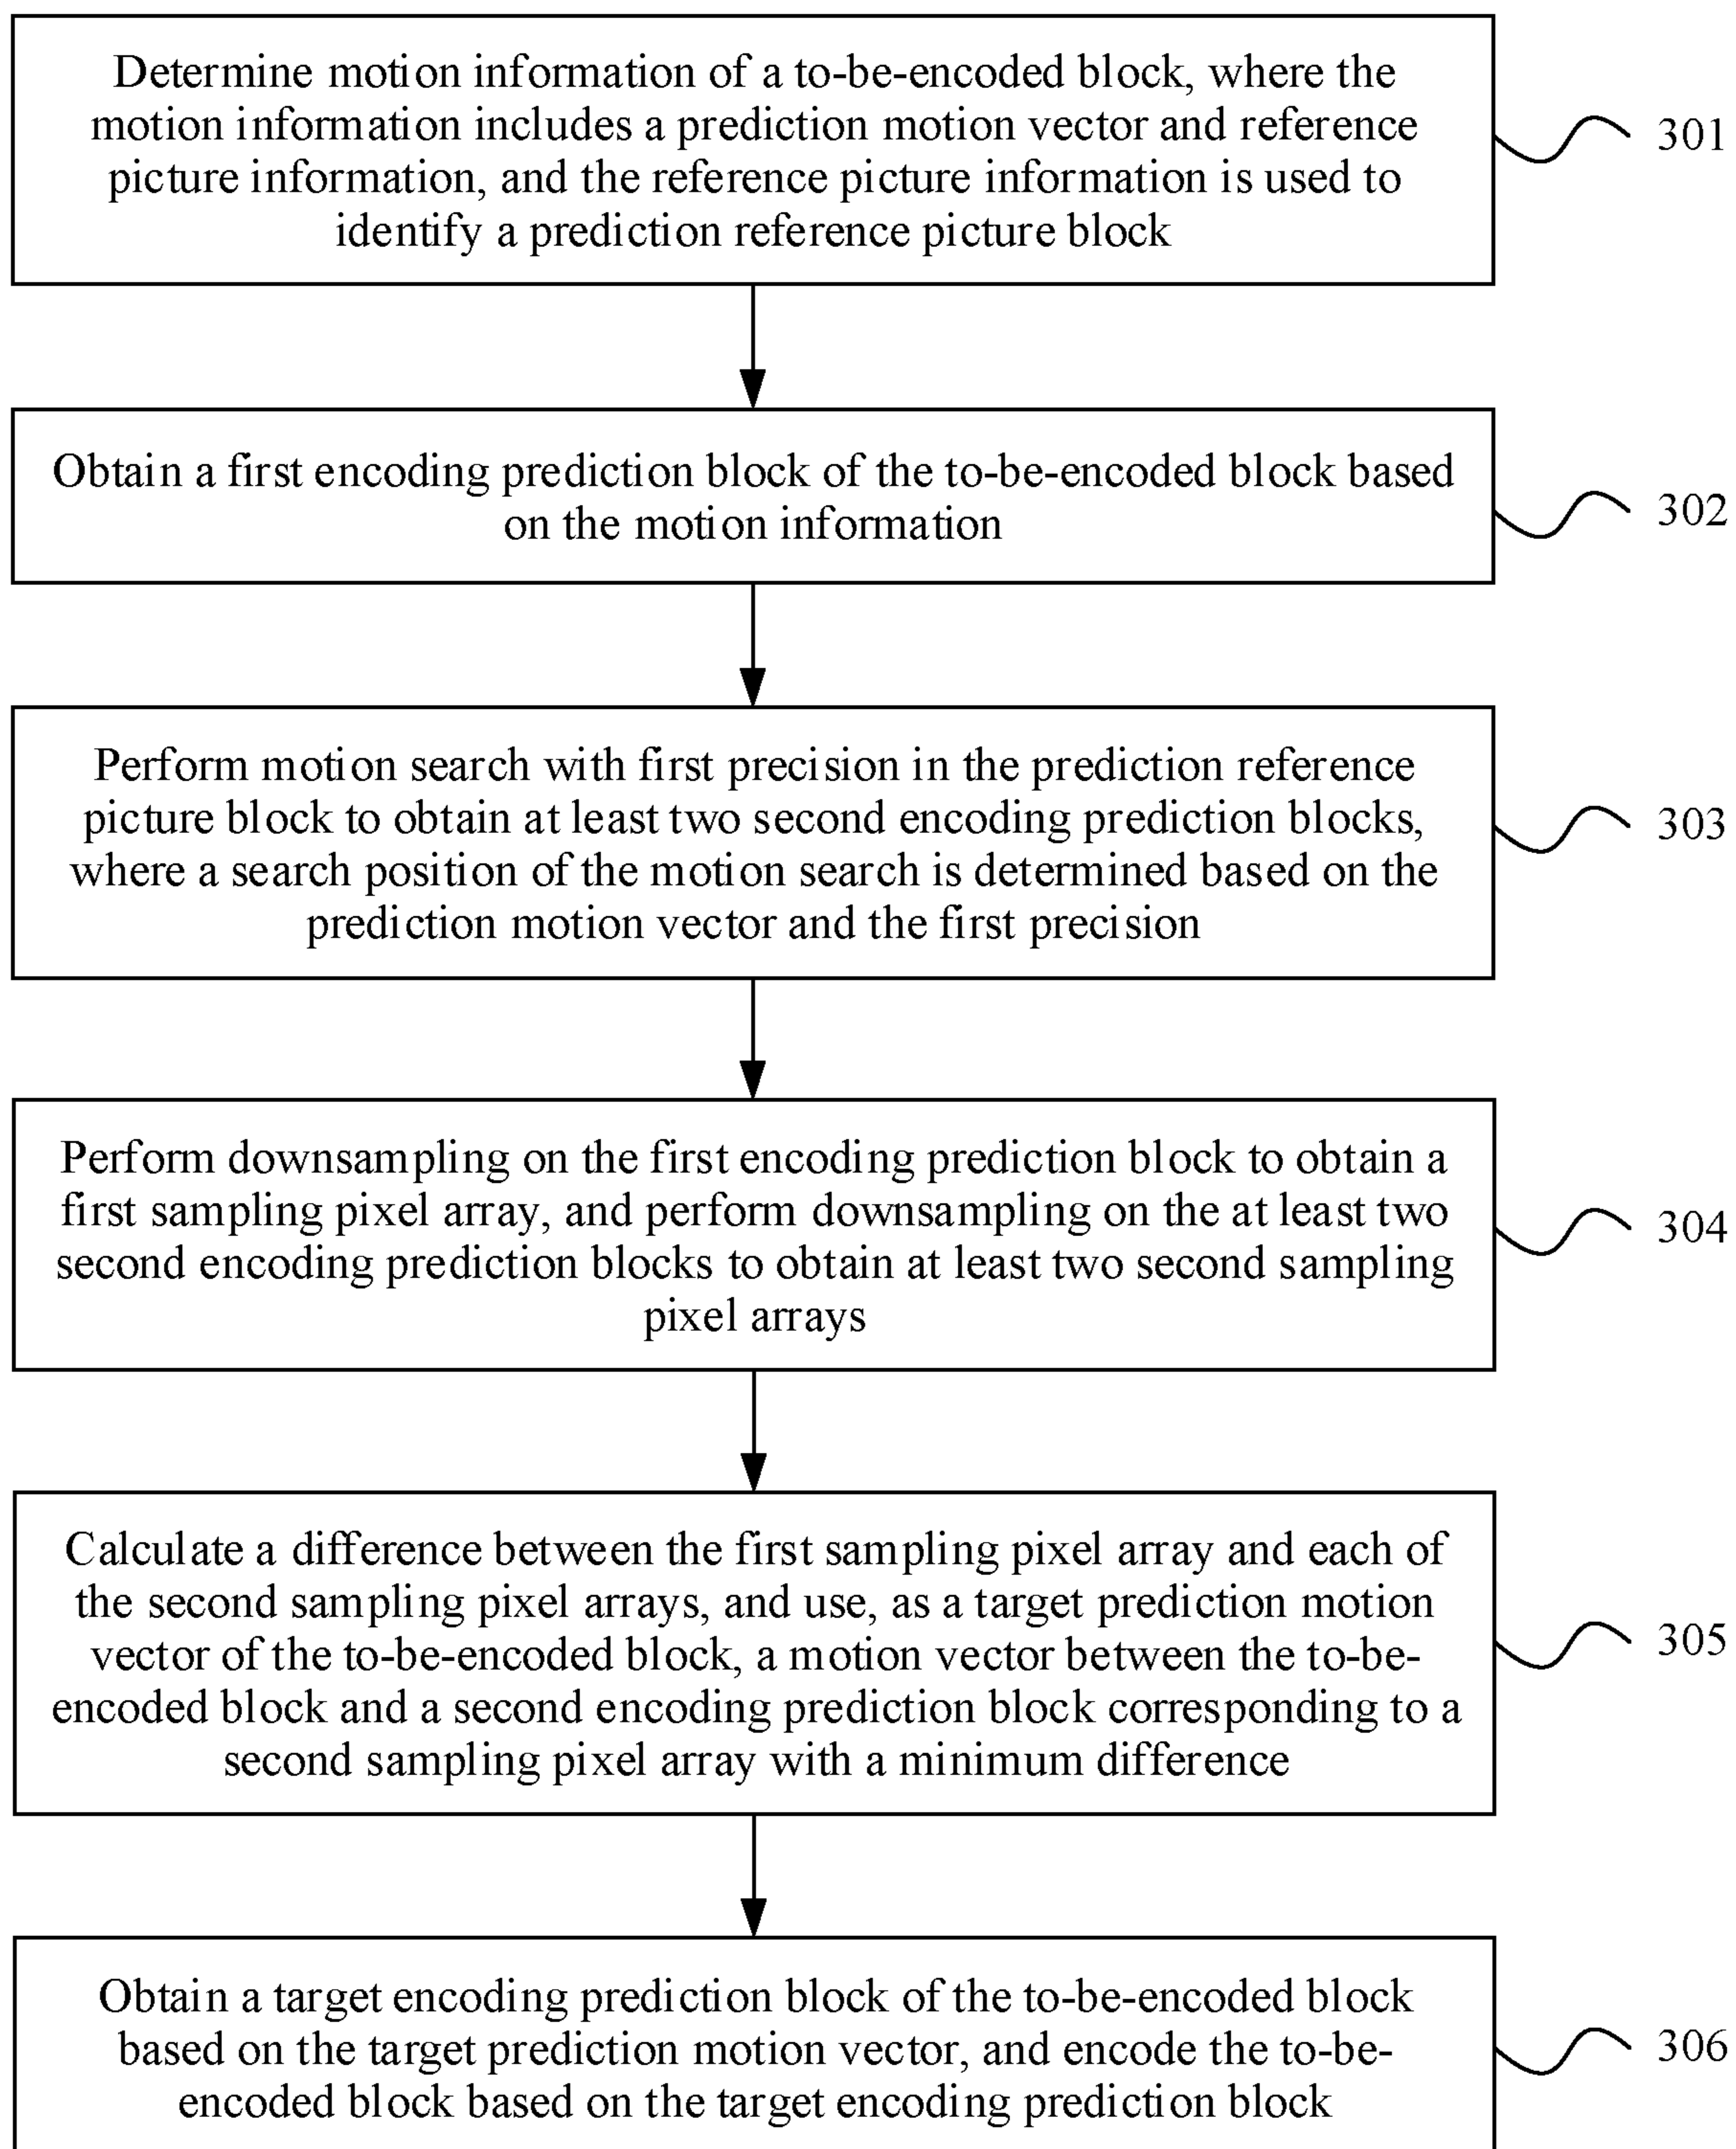 Determine motion information of a to-be-encoded block, where the
motion information includes a prediction motion vector and reference
picture information, and the reference picture information is used to
identify a prediction reference picture block
301
Obtain a first encoding prediction block of the to-be-encoded block based
on the motion information
302
Perform motion search with first precision in the prediction reference
picture block to obtain at least two second encoding prediction blocks,
where a search position of the motion search is determined based on the
prediction motion vector and the first precision
303
Perform downsampling on the first encoding prediction block to obtain a
first sampling pixel array, and perform downsampling on the at least two
second encoding prediction blocks to obtain at least two second sampling
pixel arrays
304
Calculate a difference between the first sampling pixel array and each of
the second sampling pixel arrays, and use, as a target prediction motion
vector of the to-be-encoded block, a motion vector between the to-be-
encoded block and a second encoding prediction block corresponding to a
second sampling pixel array with a minimum difference
305
Obtain a target encoding prediction block of the to-be-encoded block
based on the target prediction motion vector, and encode the to-be-
encoded block based on the target encoding prediction block
306